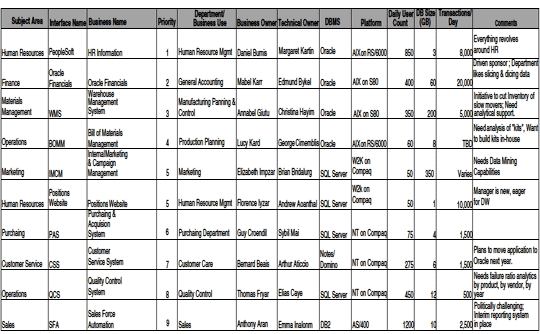 Subject Area Interface Name Business Name Priority Department/ Business Use Business Owner Technical Owner DBMS Platform Daily User Count DB Size (GB) Transactions/ Day Comments
Human Resources PeopleSoft HR Information 1 Human Resource Mgmt Daniel Bumis Margaret Kartin Oracle AIX on RS/6000 850 3 8,000 Everything revolves around HR
Finance Oracle Financials Oracle Financials 2 General Accounting Mabel Karr Edmund Bykel Oracle AIX on S80 400 60 20,000 Driven sponsor ; Department likes slicing & dicing data
Materials Management WMS Warehouse Management System 3 Manufacturing Panning & Control Annabel Giutu Christina Hayim Oracle AIX on S80 350 200 5,000 Initiative to cut Inventory of slow movers; Need analytical support.
Operations BOMM Bill of Materials Management 4 Production Planning Lucy Kard George Cimemblis Oracle AIX on RS/6000 60 8 TBD Need analysis of "kits", Want to build kits in-house
Marketing IMCM Internal Marketing & Campaign Management 5 Marketing Elizabeth Impzar Brian Bridalurg SQL Server W2K on Compaq 50 350 Varies Needs Data Mining Capabilities
Human Resources Positions Website Positions Website 5 Human Resource Mgmt Florence Iyzar Andrew Acanthal SQL Server W2k on Compaq 50 1 10,000 Manager is new, eager for DW
Purchasing PAS Purchasing & Acquision System 6 Purchasing Department Guy Croendil Sybil Mai SQL Server NT on Compaq 75 4 1,500
Customer Service CSS Customer Service System 7 Customer Care Bernard Beais Arthur Aticcio Notes/ Domino NT on Compaq 275 6 1,500 Plans to move application to Oracle next year.
Operations QCS Quality Control System 8 Quality Control Thomas Fryar Elias Caye SQL Server NT on Compaq 450 12 500 Needs failure ratio analytics by product, by vendor, by year
Sales SFA Sales Force Automation 9 Sales Anthony Aran Emma Inalonm DB2 AS/400 1200 10 2,500 Politically challenging; Interim reporting system in place